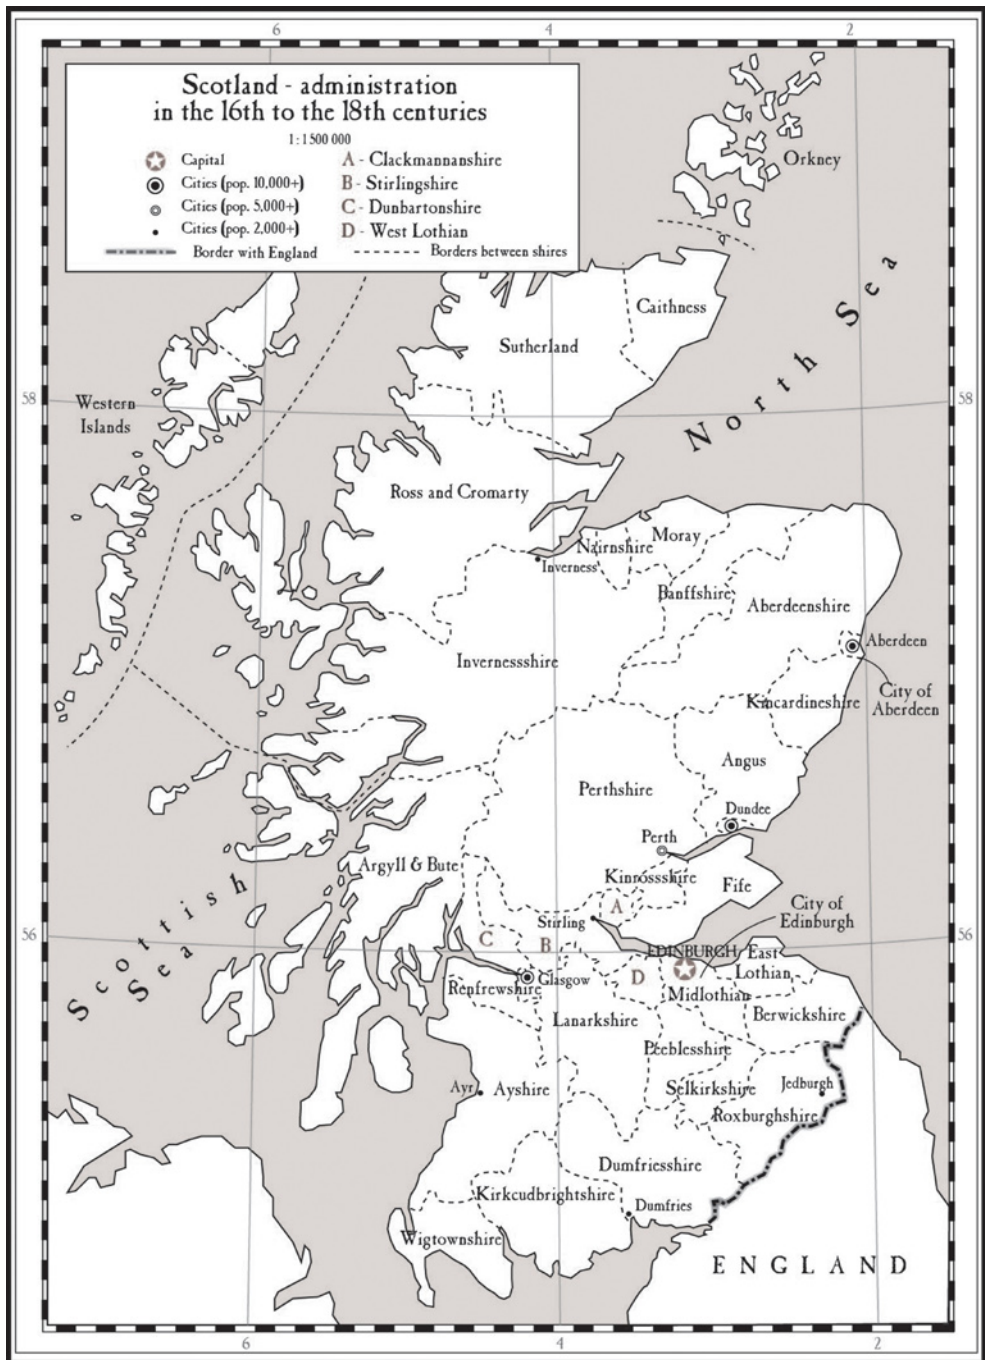 6 4 2
Scotland - administration
in the 16th to the 18th centuries
1:1 500 000
Capital
Cities (pop. 10,000+)
Cities (pop. 5,000+)
Cities (pop. 2,000+)
A - Clackmannanshire
B - Stirlingshire
C - Dunbartonshire
D - West Lothian
Border with England
Borders between shires
Orkney
North Sea
Caithness
Sutherland
58
58
Western
Islands
Ross and Cromarty
Moray
Nairnshire
Inverness
Banffshire
Aberdeenshire
Aberdeen
Invernessshire
City of
Aberdeen
Kincardineshire
Angus
Perthshire
Dundee
Perth
Argyll & Bute
Kinrossshire
Fife
A
City of
Edinburgh
Stirling
Scottish
Sea
56
56
C
B
EDINBURGH
East
Lothian
D
Glasgow
Renfrewshire
Midlothian
Berwickshire
Lanarkshire
Peeblesshire
Jedburgh
Ayr
Ayshire
Selkirkshire
Roxburghshire
Dumfriesshire
Kirkcudbrightshire
Dumfries
Wigtownshire
ENGLAND
6 4 2